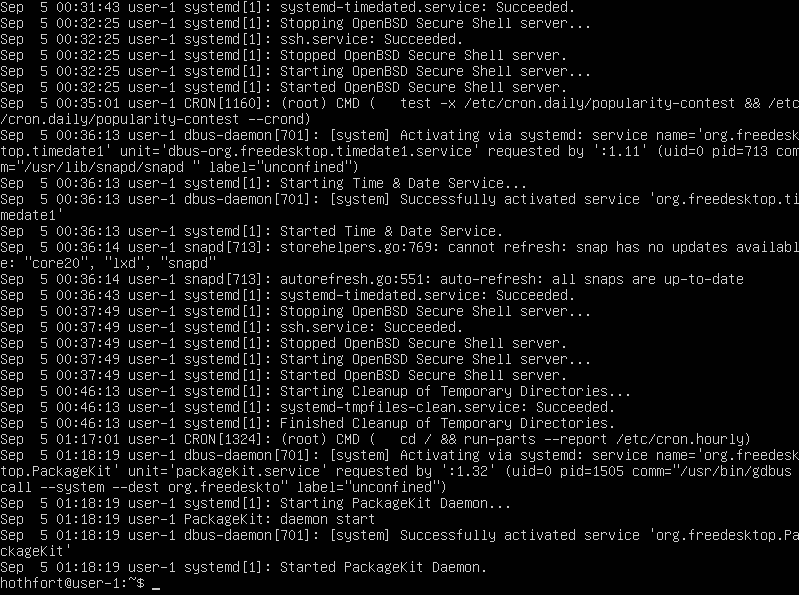 Sep  5 00:31:43 user-1 systemd[1]: systemd-timedated.service: Succeeded.
Sep  5 00:32:25 user-1 systemd[1]: Stopping OpenBSD Secure Shell server...
Sep  5 00:32:25 user-1 systemd[1]: ssh.service: Succeeded.
Sep  5 00:32:25 user-1 systemd[1]: Stopped OpenBSD Secure Shell server.
Sep  5 00:32:25 user-1 systemd[1]: Starting OpenBSD Secure Shell server...
Sep  5 00:32:25 user-1 systemd[1]: Started OpenBSD Secure Shell server.
Sep  5 00:35:01 user-1 CRON[1160]: (root) CMD (   test -x /etc/cron.daily/popularity-contest && /etc
/cron.daily/popularity-contest --crond)
Sep  5 00:36:13 user-1 dbus-daemon[701]: [system] Activating via systemd: service name='org.freedesk
top.timedate1' unit='dbus-org.freedesktop.timedate1.service' requested by ':1.11' (uid=0 pid=713 com
m="/usr/lib/snapd/snapd " label="unconfined")
Sep  5 00:36:13 user-1 systemd[1]: Starting Time & Date Service...
Sep  5 00:36:13 user-1 dbus-daemon[701]: [system] Successfully activated service 'org.freedesktop.ti
medate1'
Sep  5 00:36:13 user-1 systemd[1]: Started Time & Date Service.
Sep  5 00:36:14 user-1 snapd[713]: storehelpers.go:769: cannot refresh: snap has no updates availabl
e: "core20", "lxd", "snapd"
Sep  5 00:36:14 user-1 snapd[713]: autorefresh.go:551: auto-refresh: all snaps are up-to-date
Sep  5 00:36:43 user-1 systemd[1]: systemd-timedated.service: Succeeded.
Sep  5 00:37:49 user-1 systemd[1]: Stopping OpenBSD Secure Shell server...
Sep  5 00:37:49 user-1 systemd[1]: ssh.service: Succeeded.
Sep  5 00:37:49 user-1 systemd[1]: Stopped OpenBSD Secure Shell server.
Sep  5 00:37:49 user-1 systemd[1]: Starting OpenBSD Secure Shell server...
Sep  5 00:37:49 user-1 systemd[1]: Started OpenBSD Secure Shell server.
Sep  5 00:46:13 user-1 systemd[1]: Starting Cleanup of Temporary Directories...
Sep  5 00:46:13 user-1 systemd[1]: systemd-tmpfiles-clean.service: Succeeded.
Sep  5 00:46:13 user-1 systemd[1]: Finished Cleanup of Temporary Directories.
Sep  5 01:17:01 user-1 CRON[1324]: (root) CMD (   cd / && run-parts --report /etc/cron.hourly)
Sep  5 01:18:19 user-1 dbus-daemon[701]: [system] Activating via systemd: service name='org.freedesk
top.PackageKit' unit='packagekit.service' requested by ':1.32' (uid=0 pid=1505 comm="/usr/bin/gdbus
call --system --dest org.freedeskto" label="unconfined")
Sep  5 01:18:19 user-1 systemd[1]: Starting PackageKit Daemon...
Sep  5 01:18:19 user-1 PackageKit: daemon start
Sep  5 01:18:19 user-1 dbus-daemon[701]: [system] Successfully activated service 'org.freedesktop.Pa
ckageKit'
Sep  5 01:18:19 user-1 systemd[1]: Started PackageKit Daemon.
hothfort@user-1:~$ _